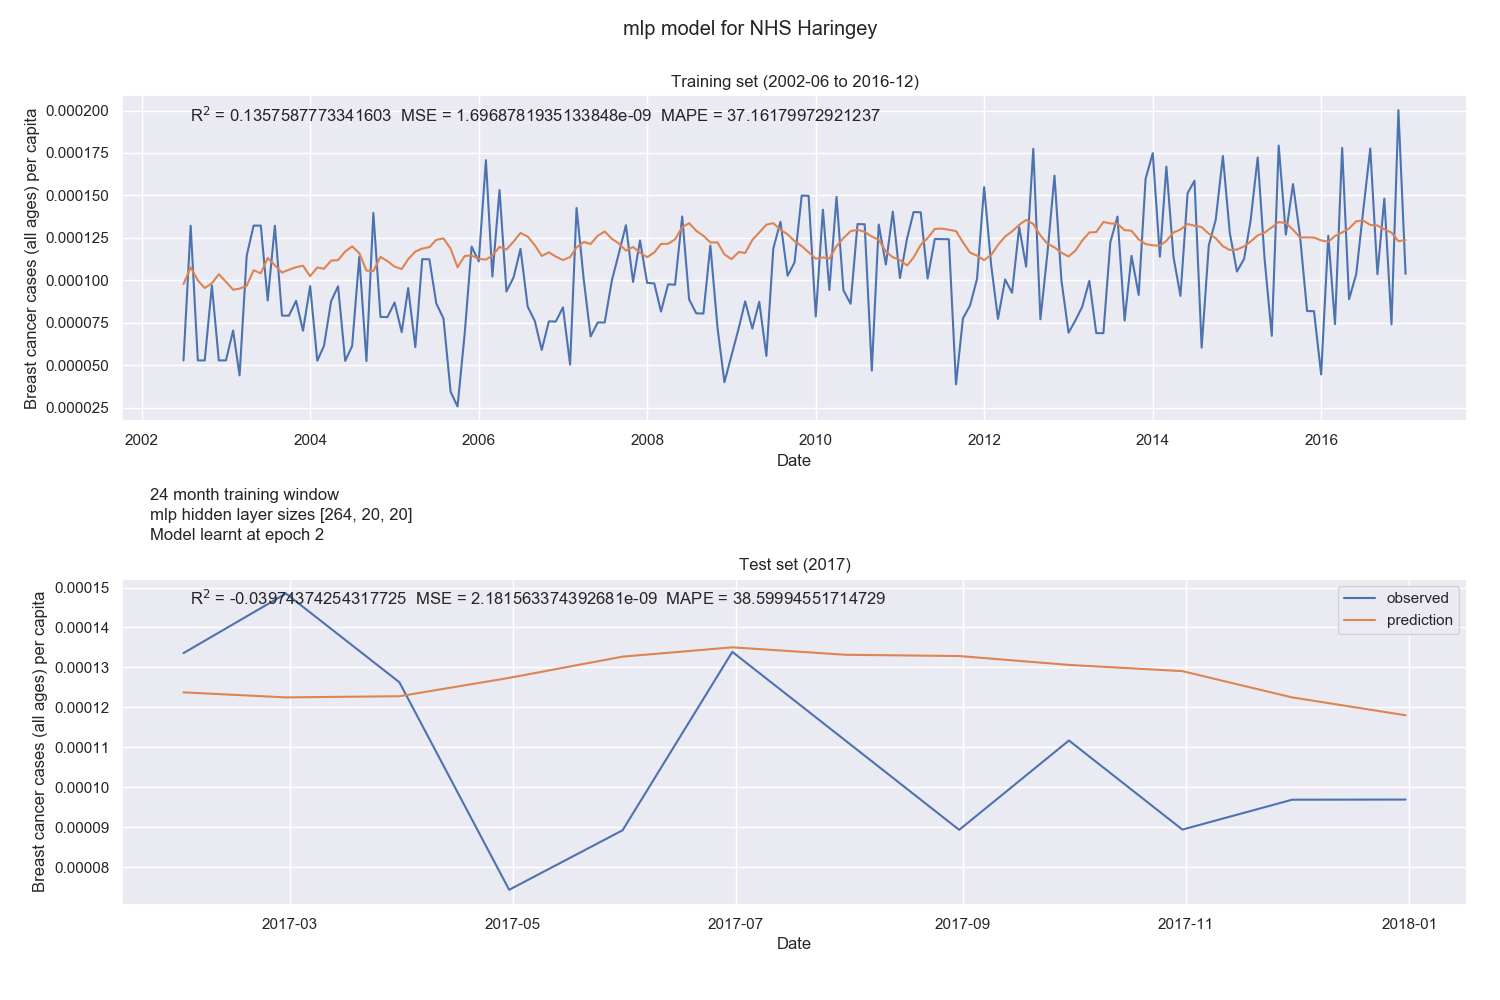 mlp model for NHS Haringey
Training set (2002-06 to 2016-12)
R² = 0.1357587773341603 MSE = 1.6968781935133848e-09 MAPE = 37.16179972921237
Breast cancer cases (all ages) per capita
0.000200
0.000175
0.000150
0.000125
0.000100
0.000075
0.000050
0.000025
2002 2004 2006 2008 2010 2012 2014 2016
Date
24 month training window
mlp hidden layer sizes [264, 20, 20]
Model learnt at epoch 2
Test set (2017)
R² = -0.03974374254317725 MSE = 2.181563374392681e-09 MAPE = 38.59994551714729
observed
prediction
Breast cancer cases (all ages) per capita
0.00015
0.00014
0.00013
0.00012
0.00011
0.00010
0.00009
0.00008
2017-03 2017-05 2017-07 2017-09 2017-11 2018-01
Date